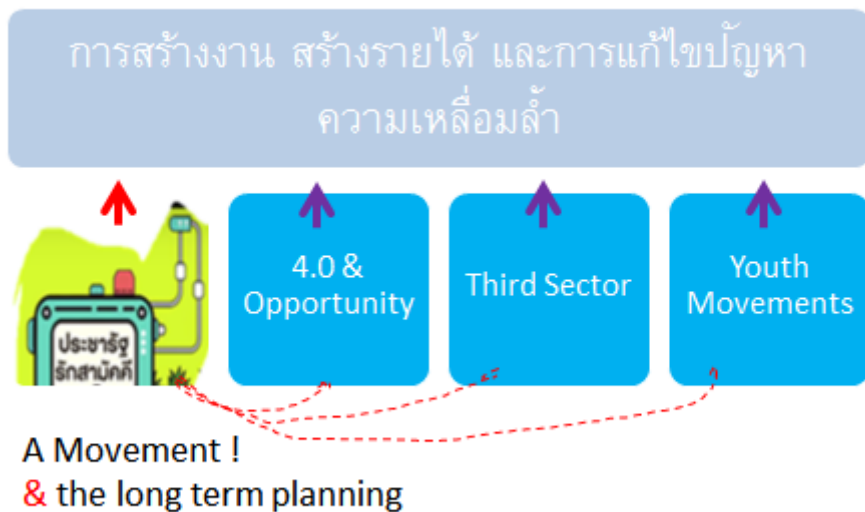 การสร้างงาน สร้างรายได้ และการแก้ไขปัญหา
ความเหลื่อมล้ำ
4.0 &
Opportunity
Third Sector
Youth
Movements
ประชารัฐ
รักสามัคคี
A Movement !
& the long term planning